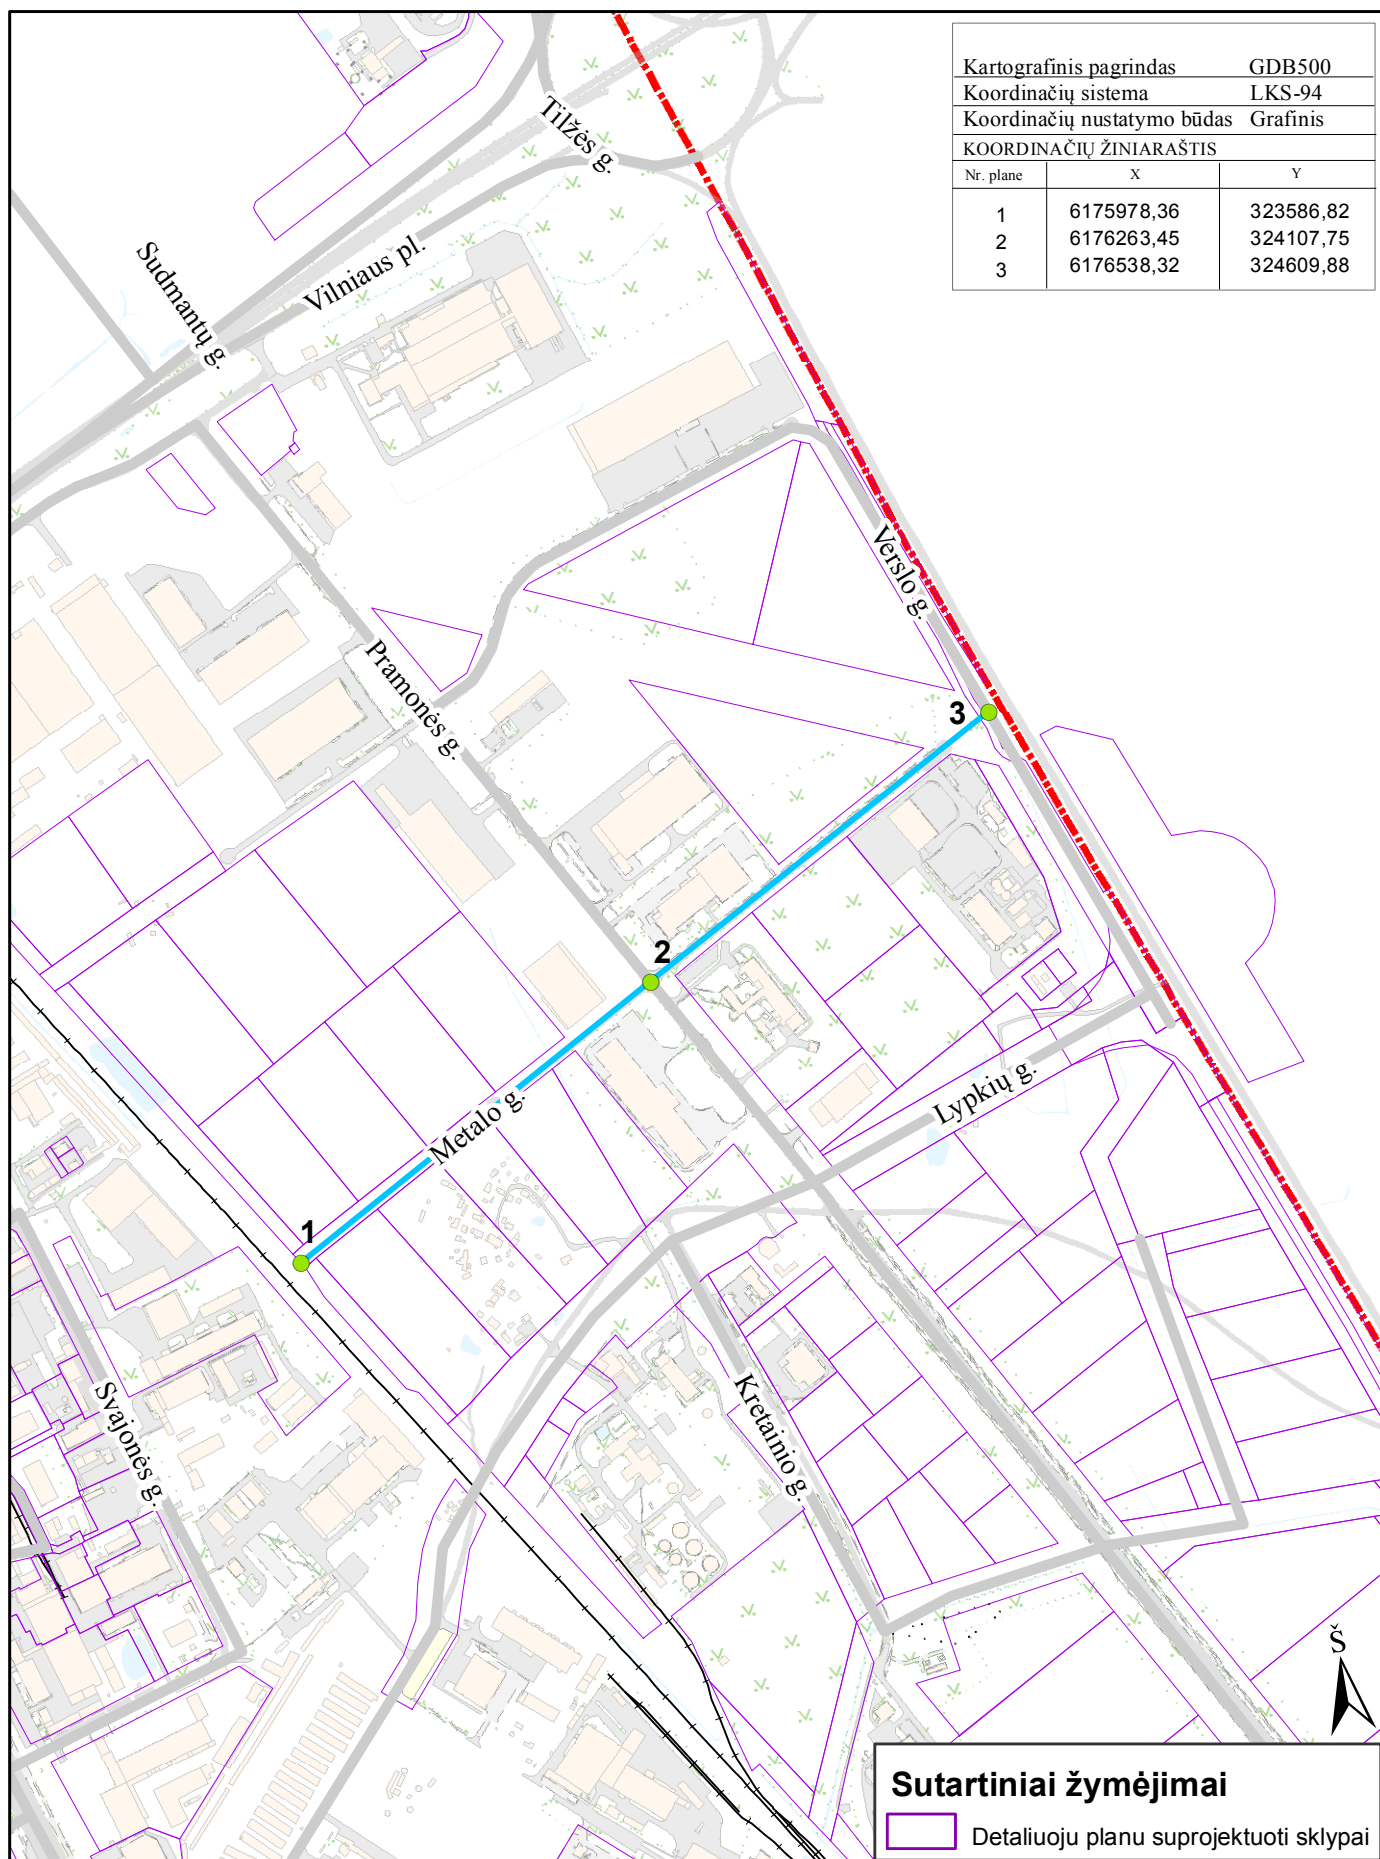 Kartografinis pagrindas GDB500
Koordinačių sistema LKS-94
Koordinačių nustatymo būdas Grafinis
KOORDINAČIŲ ŽINIARAŠTIS
Nr. plane X Y
1 6175978,36 323586,82
2 6176263,45 324107,75
3 6176538,32 324609,88
Tilžės g.
Sudmantų g.
Vilniaus pl.
Verslo g.
Pramonės g.
3
2
Lypkių g.
Metalo g.
1
Svajonės g.
Kretainio g.
Š
Sutartiniai žymėjimai
Detaliuoju planu suprojektuoti sklypai